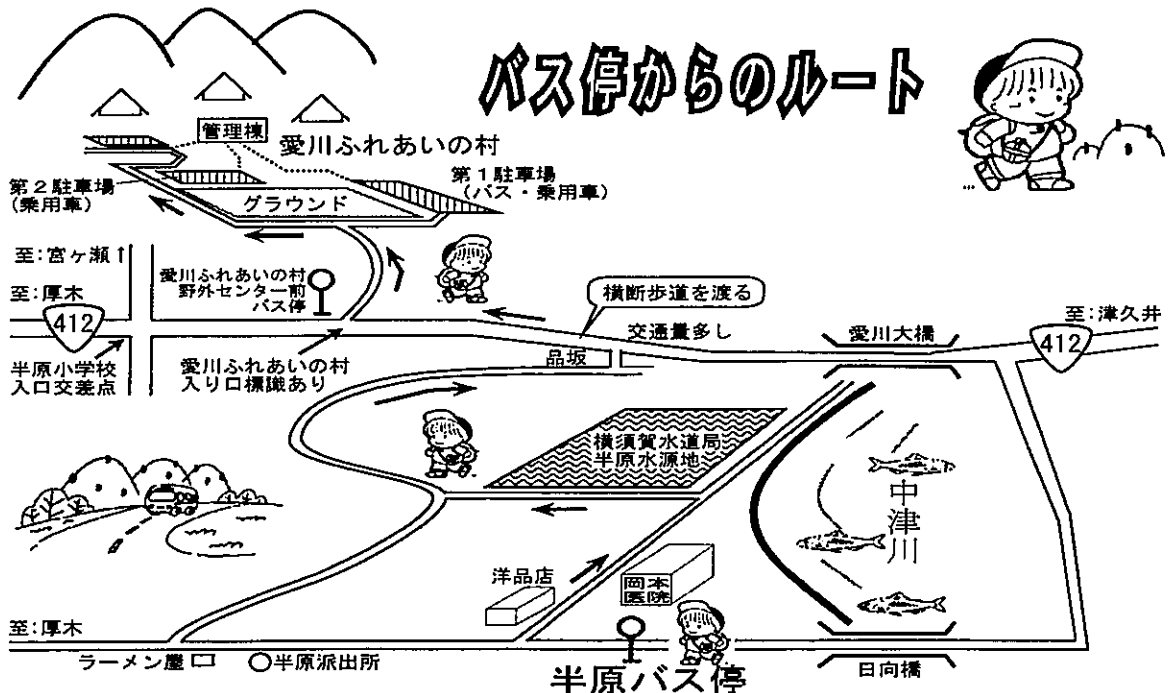 バス停からのルート
管理棟
愛川ふれあいの村
第2駐車場
(乗用車)
第1駐車場
(バス・乗用車)
グラウンド
至:宮ヶ瀬↑
至:厚木
412
愛川ふれあいの村
野外センター前
バス停
横断歩道を渡る
交通量多し
愛川大橋
至:津久井
412
半原小学校
入口交差点
愛川ふれあいの村
入り口標識あり
品坂
横須賀水道局
半原水源地
中津川
洋品店
岡本
医院
至:厚木
ラーメン屋
半原派出所
半原バス停
日向橋